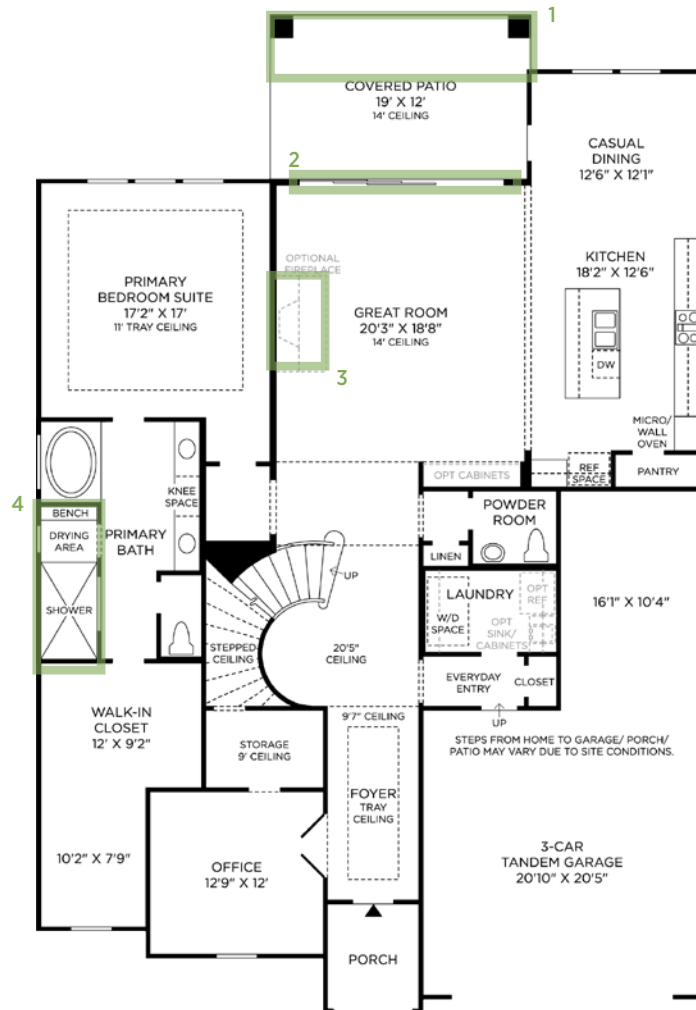 1
COVERED PATIO
19' X 12'
14' CEILING
2
CASUAL
DINING
12'6" X 12'1"
OPTIONAL
FIREPLACE
KITCHEN
18'2" X 12'6"
PRIMARY
BEDROOM SUITE
17'2" X 17'
11' TRAY CEILING
GREAT ROOM
20'3" X 18'8"
14' CEILING
DW
3
MICRO/
WALL
OVEN
OPT CABINETS
REF
SPACE
PANTRY
KNEE
SPACE
4
BENCH
DRYING
AREA
PRIMARY
BATH
POWDER
ROOM
LINEN
UP
SHOWER
LAUNDRY
W/D
SPACE
OPT
REF
OPT
SINK/
CABINETS
16'1" X 10'4"
STEPPED
CEILING
20'5"
CEILING
EVERYDAY
ENTRY
CLOSET
UP
WALK-IN
CLOSET
12' X 9'2"
9'7" CEILING
STORAGE
9' CEILING
STEPS FROM HOME TO GARAGE/ PORCH/
PATIO MAY VARY DUE TO SITE CONDITIONS.
FOYER
TRAY
CEILING
10'2" X 7'9"
OFFICE
12'9" X 12'
3-CAR
TANDEM GARAGE
20'10" X 20'5"
PORCH